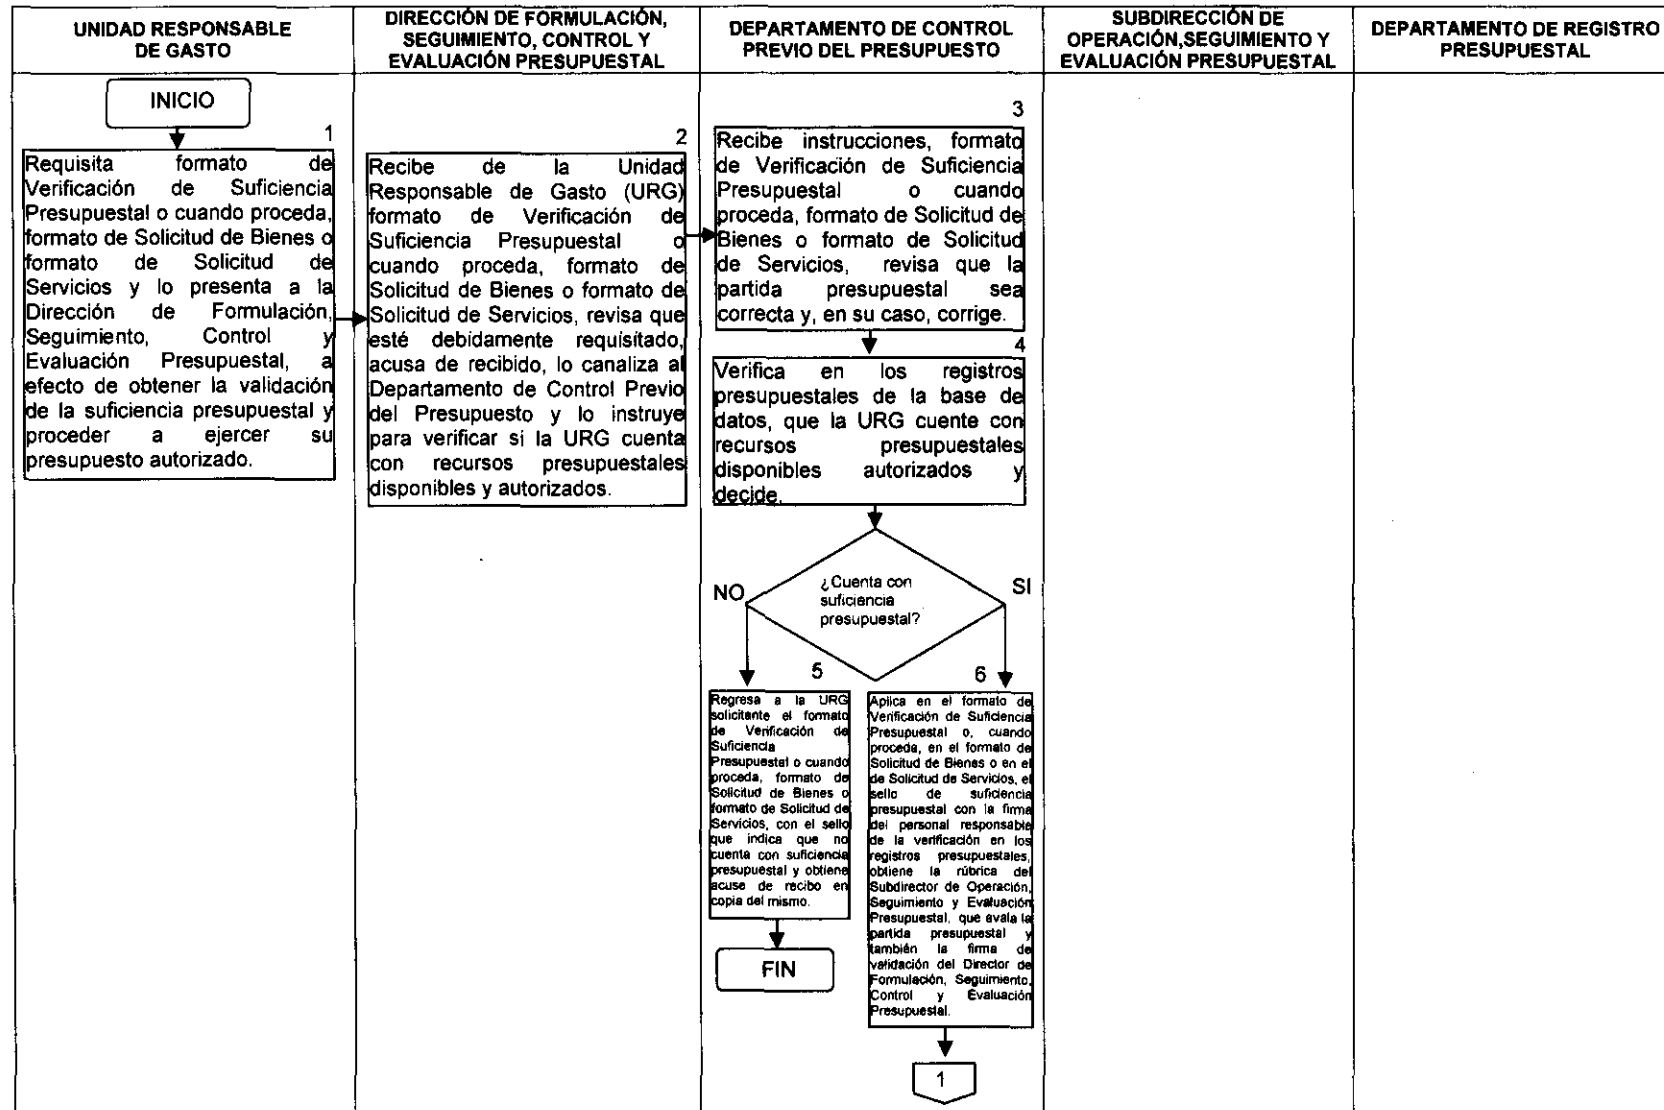 UNIDAD RESPONSABLE
DE GASTO
DIRECCIÓN DE FORMULACIÓN,
SEGUIMIENTO, CONTROL Y
EVALUACIÓN PRESUPUESTAL
DEPARTAMENTO DE CONTROL
PREVIO DEL PRESUPUESTO
SUBDIRECCIÓN DE
OPERACIÓN,SEGUIMIENTO Y
EVALUACIÓN PRESUPUESTAL
DEPARTAMENTO DE REGISTRO
PRESUPUESTAL
INICIO
1
Requisita formato de
Verificación de Suficiencia
Presupuestal o cuando proceda,
formato de Solicitud de Bienes o
formato de Solicitud de
Servicios y lo presenta a la
Dirección de Formulación,
Seguimiento, Control y
Evaluación Presupuestal, a
efecto de obtener la validación
de la suficiencia presupuestal y
proceder a ejercer su
presupuesto autorizado.
2
Recibe de la Unidad
Responsable de Gasto (URG)
formato de Verificación de
Suficiencia Presupuestal o
cuando proceda, formato de
Solicitud de Bienes o formato de
Solicitud de Servicios, revisa que
esté debidamente requisitado,
acusa de recibido, lo canaliza al
Departamento de Control Previo
del Presupuesto y lo instruye
para verificar si la URG cuenta
con recursos presupuestales
disponibles y autorizados.
3
Recibe instrucciones, formato
de Verificación de Suficiencia
Presupuestal o cuando
proceda, formato de Solicitud de
Bienes o formato de Solicitud
de Servicios, revisa que la
partida presupuestal sea
correcta y, en su caso, corrige.
4
Verifica en los registros
presupuestales de la base de
datos, que la URG cuente con
recursos presupuestales
disponibles autorizados y
decide.
¿Cuenta con
suficiencia
presupuestal?
NO
SI
5
Regresa a la URG
solicitante el formato
de Verificación de
Suficiencia
Presupuestal o cuando
proceda, formato de
Solicitud de Bienes o
formato de Solicitud de
Servicios, con el sello
que indica que no
cuenta con suficiencia
presupuestal y obtiene
acuse de recibo en
copia del mismo.
FIN
6
Aplica en el formato de
Verificación de Suficiencia
Presupuestal o, cuando
proceda, en el formato de
Solicitud de Bienes o en el
de Solicitud de Servicios, el
sello de suficiencia
presupuestal con la firma
del personal responsable
de la verificación en los
registros presupuestales,
obtiene la rúbrica del
Subdirector de Operación,
Seguimiento y Evaluación
Presupuestal, que avala la
partida presupuestal y
también la firma de
validación del Director de
Formulación, Seguimiento,
Control y Evaluación
Presupuestal.
1